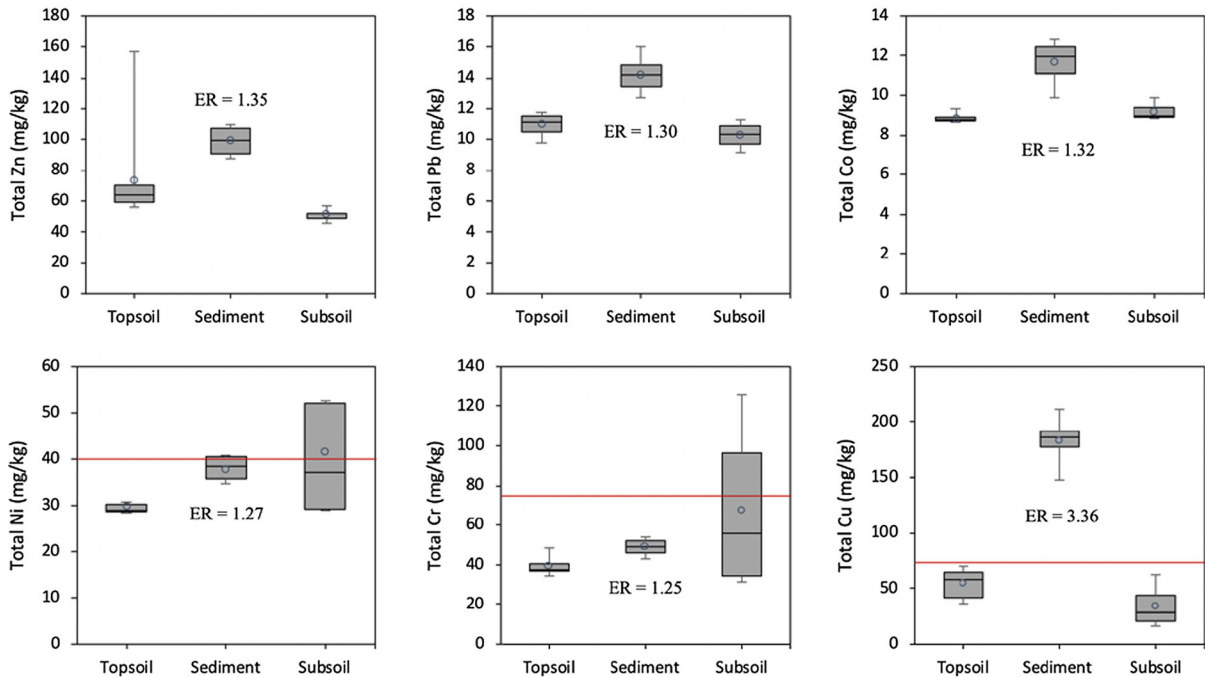 Total Zn (mg/kg)
180
160
140
120
100
80
60
40
20
0
ER = 1.35
Topsoil Sediment Subsoil
Total Pb (mg/kg)
18
16
14
12
10
8
6
4
2
0
ER = 1.30
Topsoil Sediment Subsoil
Total Co (mg/kg)
14
12
10
8
6
4
2
0
ER = 1.32
Topsoil Sediment Subsoil
Total Ni (mg/kg)
60
50
40
30
20
10
0
ER = 1.27
Topsoil Sediment Subsoil
Total Cr (mg/kg)
140
120
100
80
60
40
20
0
ER = 1.25
Topsoil Sediment Subsoil
Total Cu (mg/kg)
250
200
150
100
50
0
ER = 3.36
Topsoil Sediment Subsoil